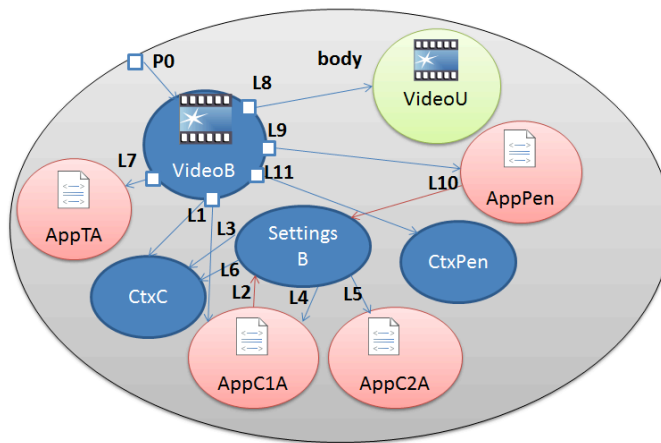 P0
body
L8
VideoU
L9
L7
VideoB
L11
L10
AppPen
L1
L3
Settings
B
AppTA
L6
CtxPen
CtxC
L2
L4
L5
AppC1A
AppC2A